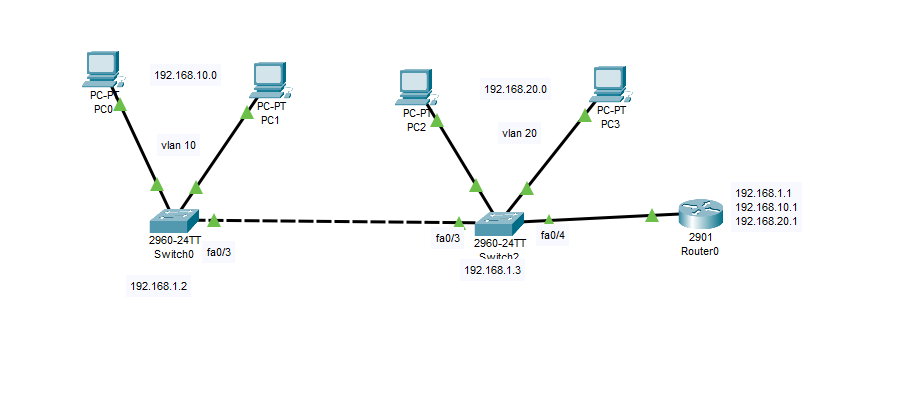 192.168.10.0
PC-PT
PC0
PC-PT
PC1
vlan 10
192.168.20.0
PC-PT
PC2
PC-PT
PC3
vlan 20
2960-24TT
Switch0
fa0/3
192.168.1.2
fa0/3
2960-24TT
Switch2
192.168.1.3
fa0/4
192.168.1.1
192.168.10.1
192.168.20.1
2901
Router0